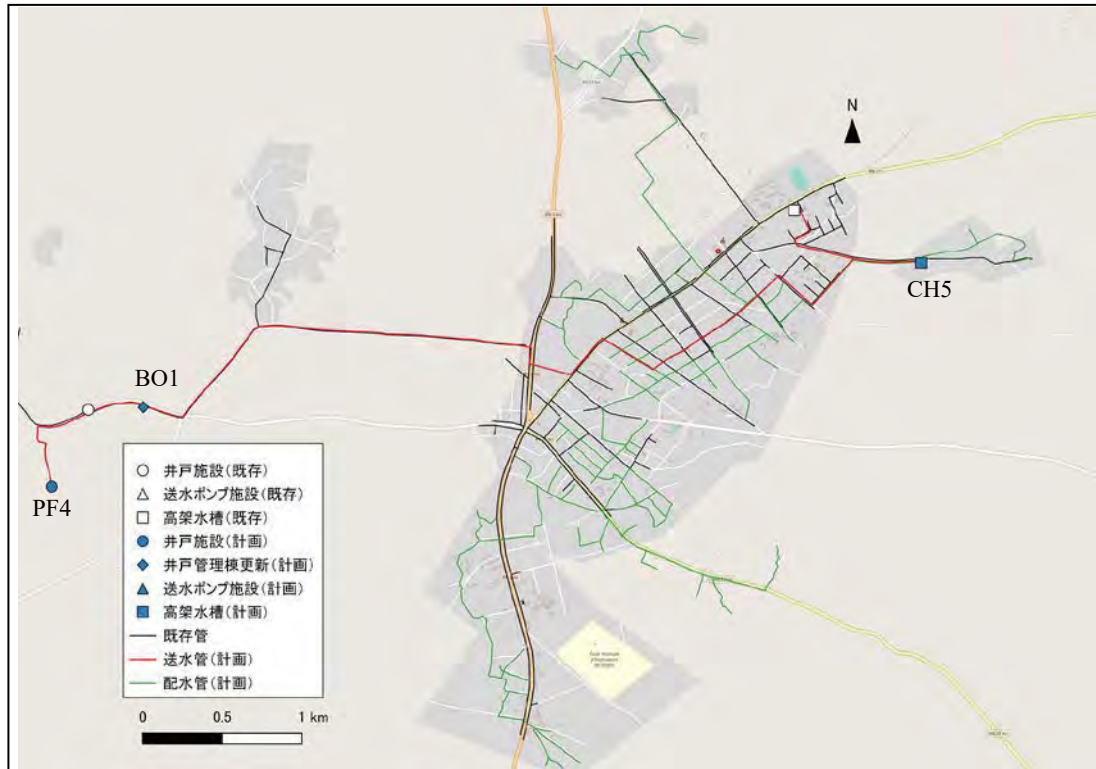 N
CH5
BO1
PF4
井戸施設(既存)
送水ポンプ施設(既存)
高架水槽(既存)
井戸施設(計画)
井戸管理棟更新(計画)
送水ポンプ施設(計画)
高架水槽(計画)
既存管
送水管(計画)
配水管(計画)
0 0.5 1 km